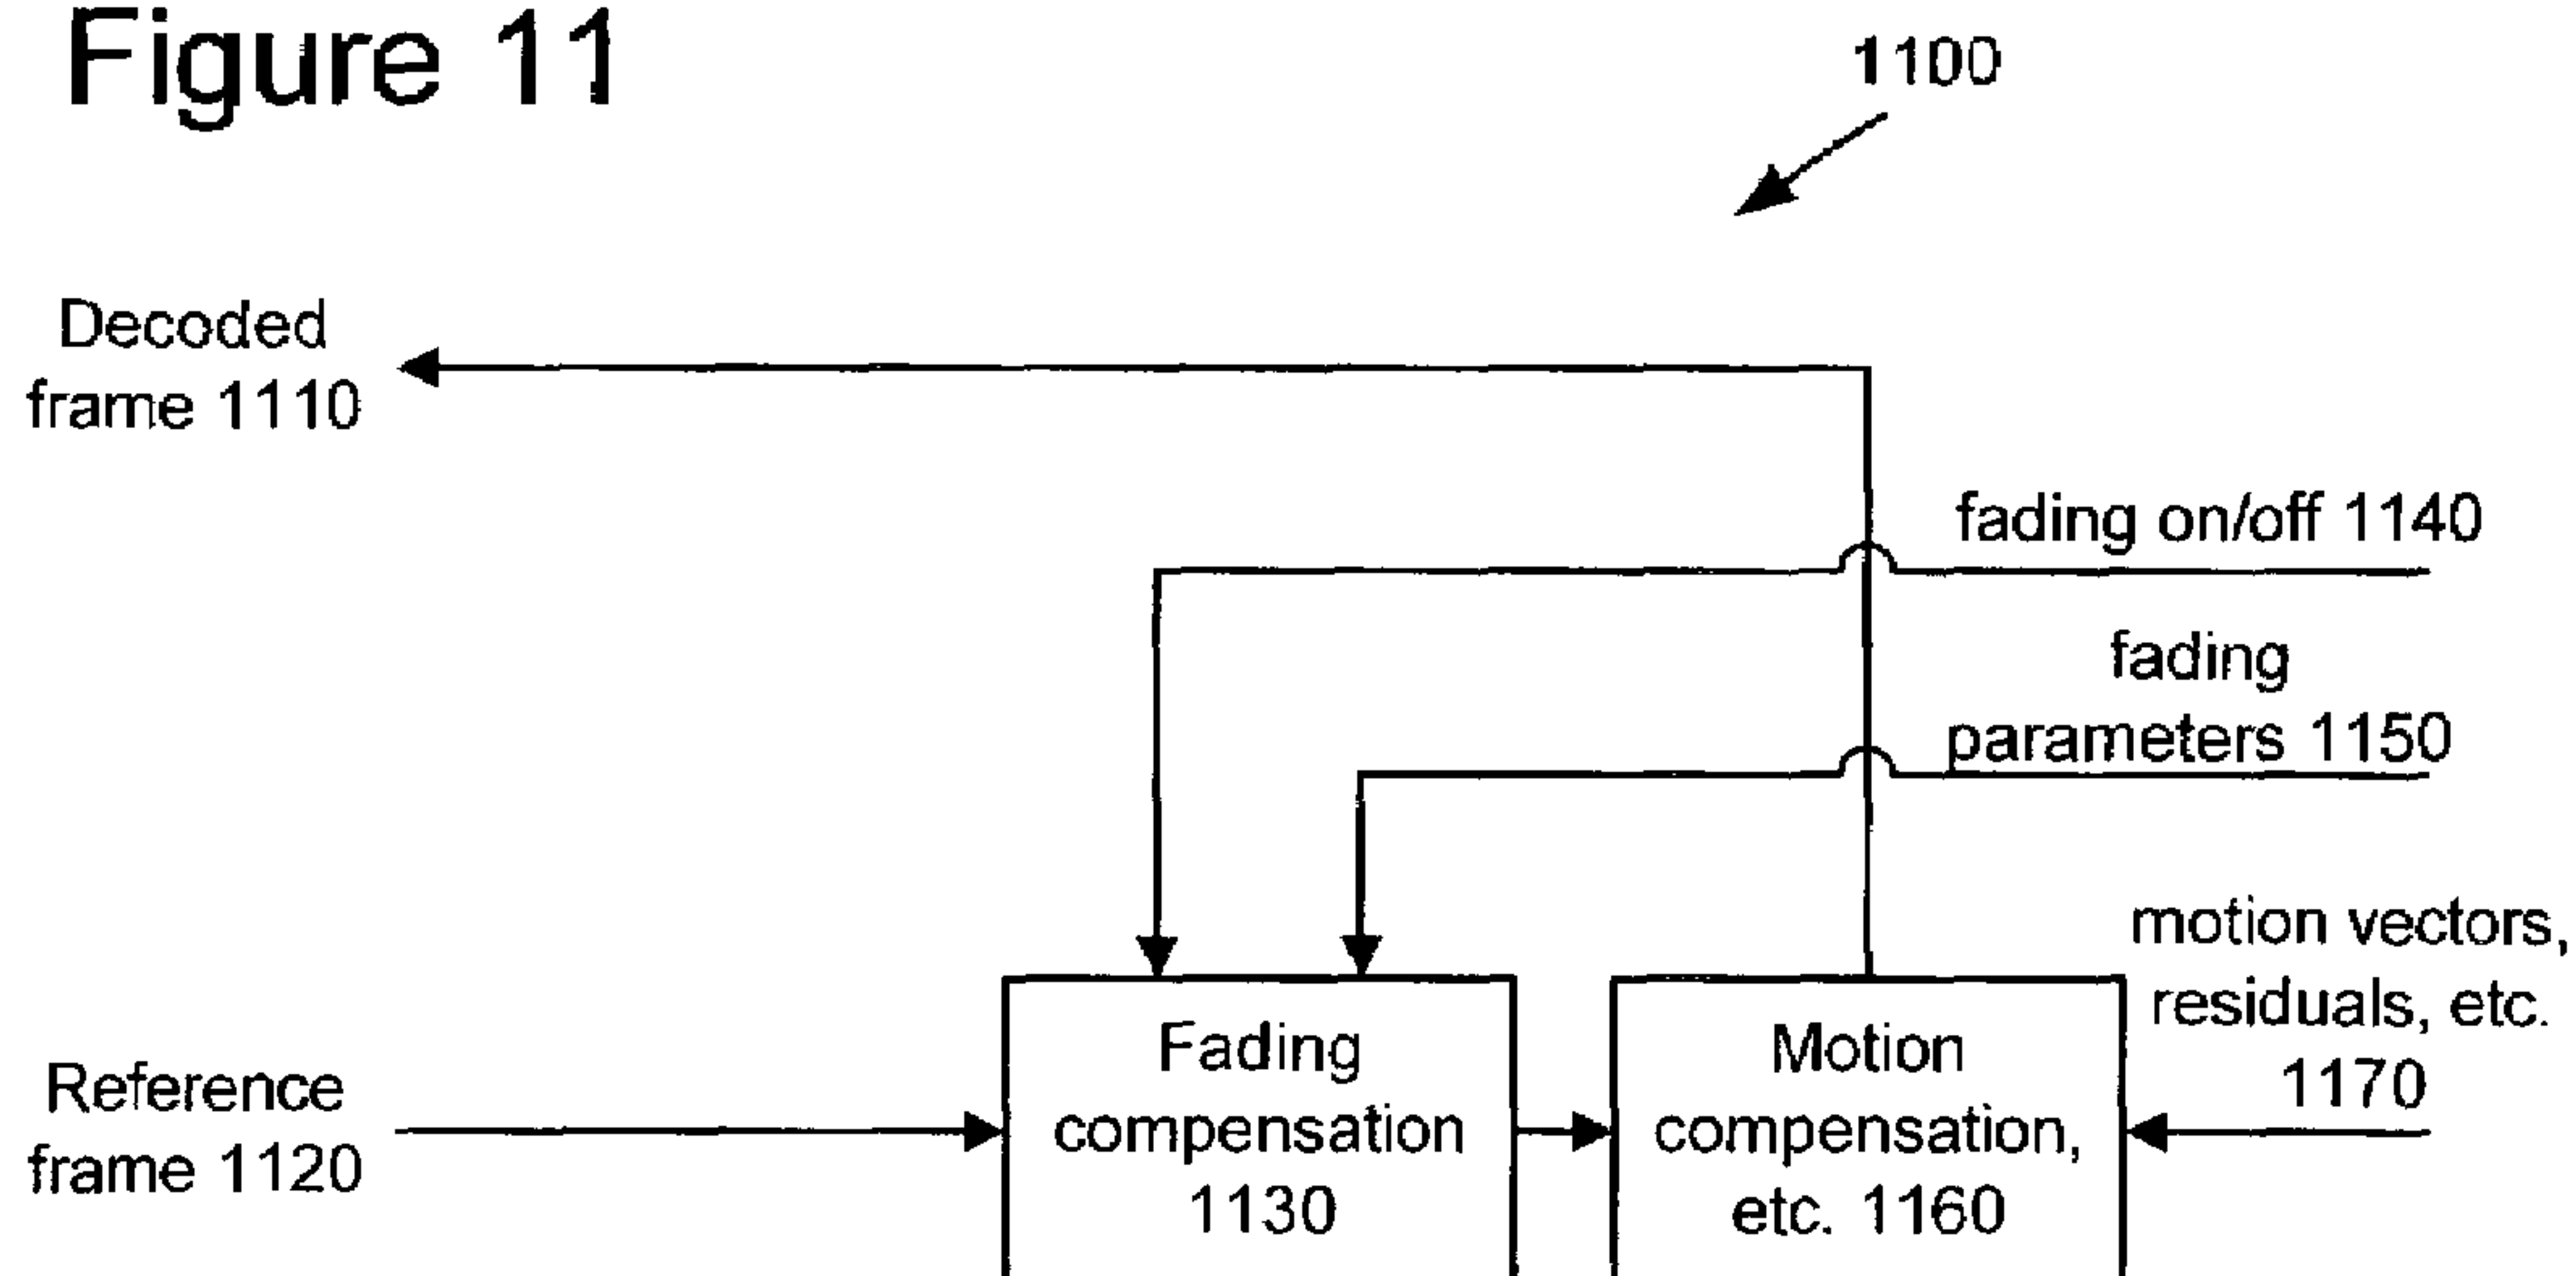 Figure 11
1100
Decoded
frame 1110
fading on/off 1140
fading
parameters 1150
motion vectors,
residuals, etc.
1170
Reference
frame 1120
Fading
compensation
1130
Motion
compensation,
etc. 1160